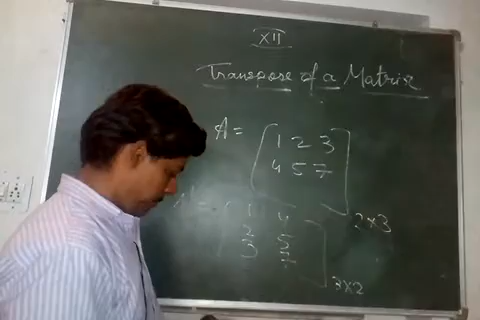 XII
Transpose of a Matrix
A = [1 2 3
4 5 7] 2×3
A' = [1 4
2 5
3 7] 3×2